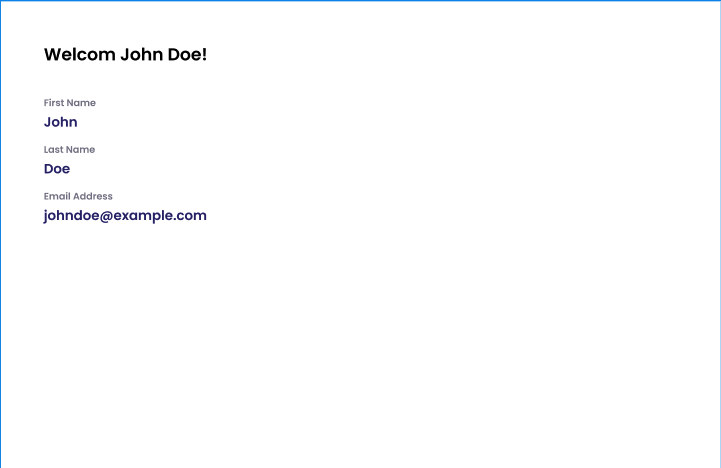 Welcom John Doe!
First Name
John
Last Name
Doe
Email Address
johndoe@example.com